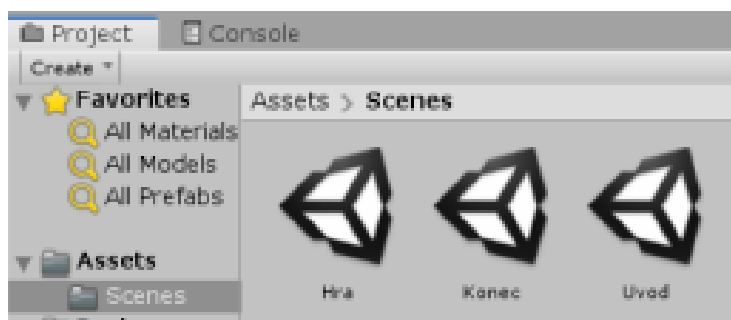 Project Console
Create
Favorites
All Materials
All Models
All Prefabs
Assets
Scenes
Assets > Scenes
Hra Konec Uvod